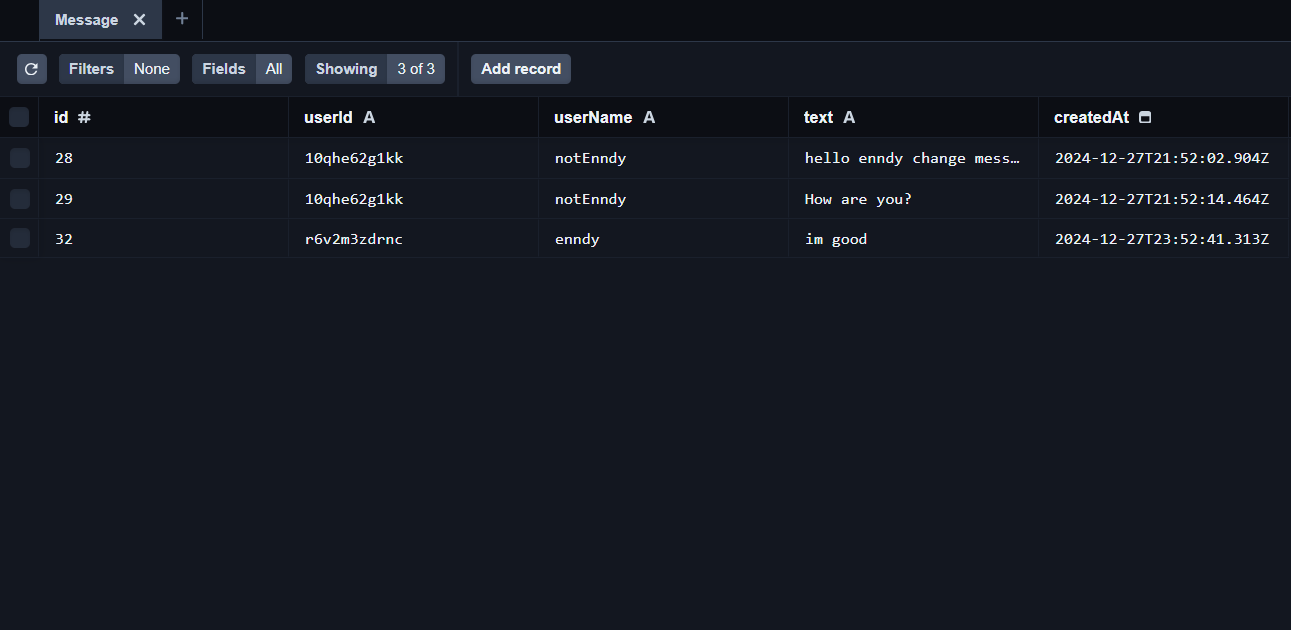 Message
Filters None Fields All Showing 3 of 3 Add record
id # userId A userName A text A createdAt
28 10qhe62g1kk notEnndy hello enndy change mess… 2024-12-27T21:52:02.904Z
29 10qhe62g1kk notEnndy How are you? 2024-12-27T21:52:14.464Z
32 r6v2m3zdrnc enndy im good 2024-12-27T23:52:41.313Z